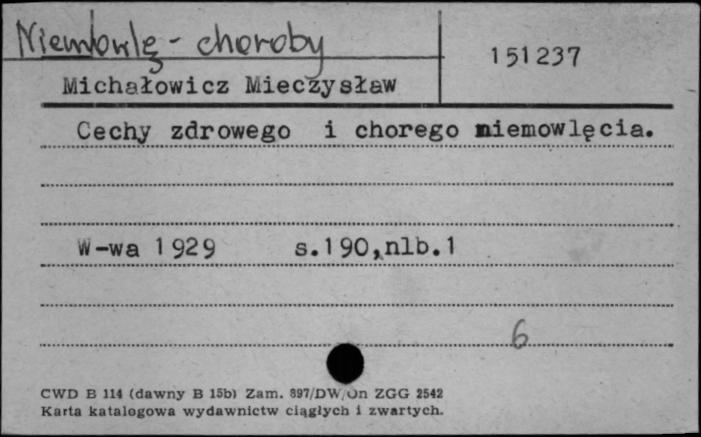 Niemowlę - choroby
151237
Michałowicz Mieczysław
Cechy zdrowego i chorego niemowlęcia.
W-wa 1929 s.190,nlb.1
6
CWD B 114 (dawny B 15b) Zam. 897/DW/On ZGG 2542
Karta katalogowa wydawnictw ciągłych i zwartych.